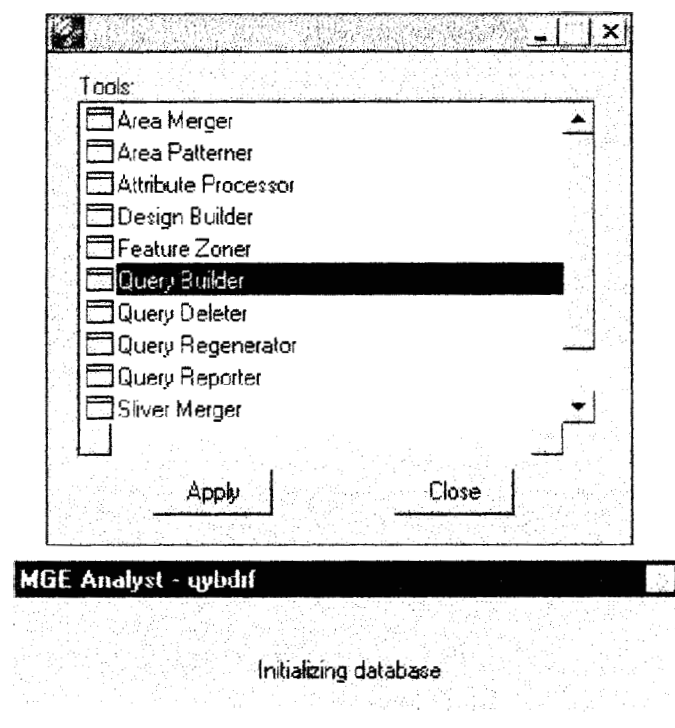 Tools:
Area Merger
Area Patterner
Attribute Processor
Design Builder
Feature Zoner
Query Builder
Query Deleter
Query Regenerator
Query Reporter
Sliver Merger
Apply Close
MGE Analyst - qybdrf
Initializing database